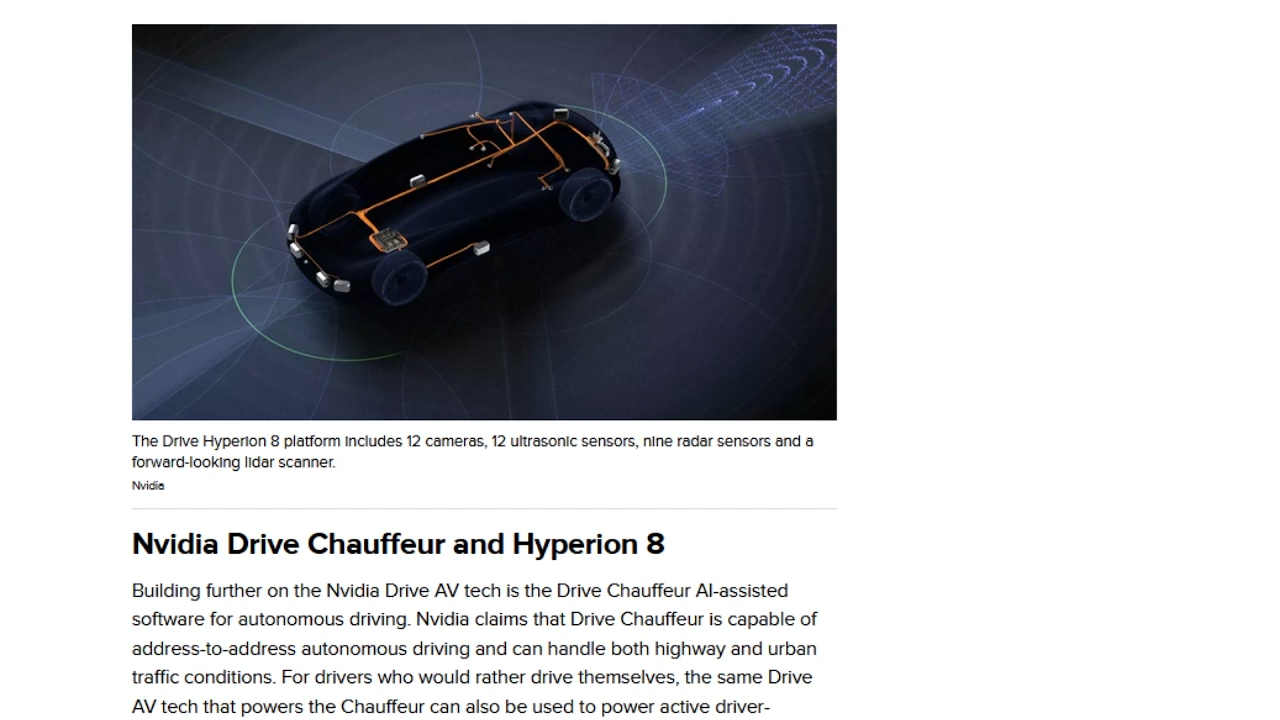 The Drive Hyperion 8 platform includes 12 cameras, 12 ultrasonic sensors, nine radar sensors and a
forward-looking lidar scanner.
Nvidia
Nvidia Drive Chauffeur and Hyperion 8
Building further on the Nvidia Drive AV tech is the Drive Chauffeur AI-assisted
software for autonomous driving. Nvidia claims that Drive Chauffeur is capable of
address-to-address autonomous driving and can handle both highway and urban
traffic conditions. For drivers who would rather drive themselves, the same Drive
AV tech that powers the Chauffeur can also be used to power active driver-